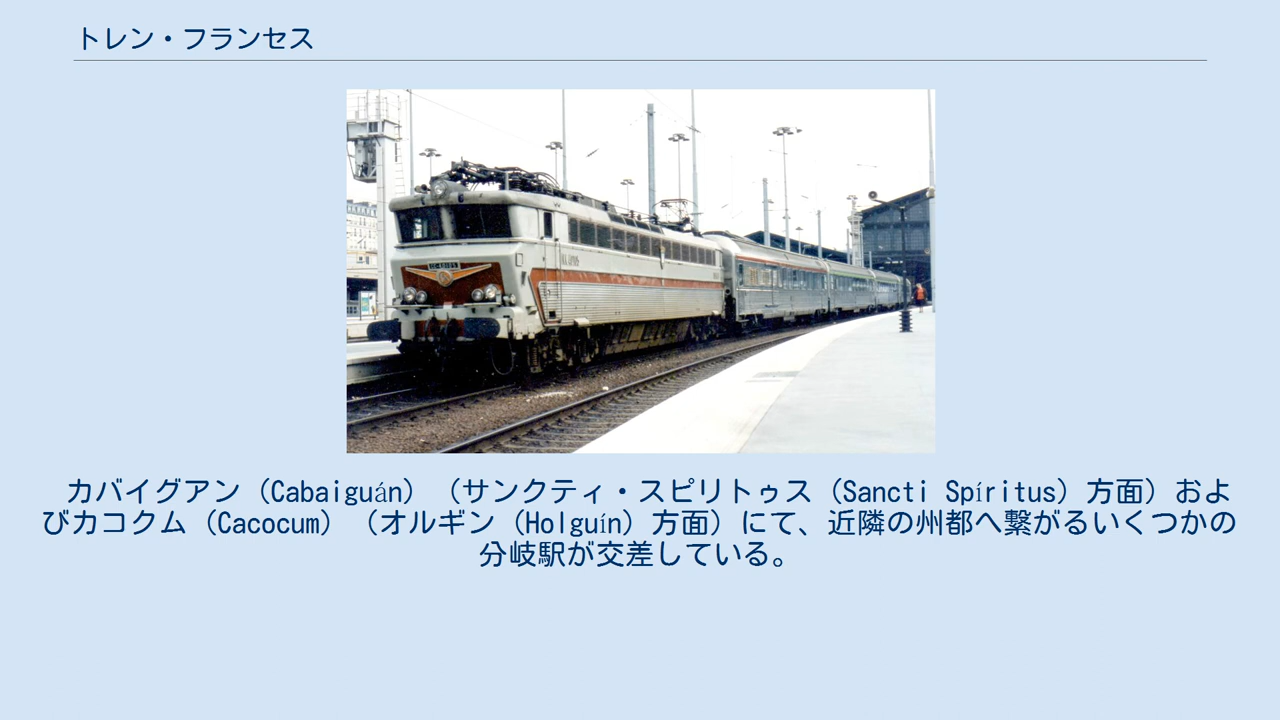 トレン・フランセス
カバイグアン（Cabaiguán）（サンクティ・スピリトゥス（Sancti Spíritus）方面）およ
びカコクム（Cacocum）（オルギン（Holguín）方面）にて、近隣の州都へ繋がるいくつかの
分岐駅が交差している。